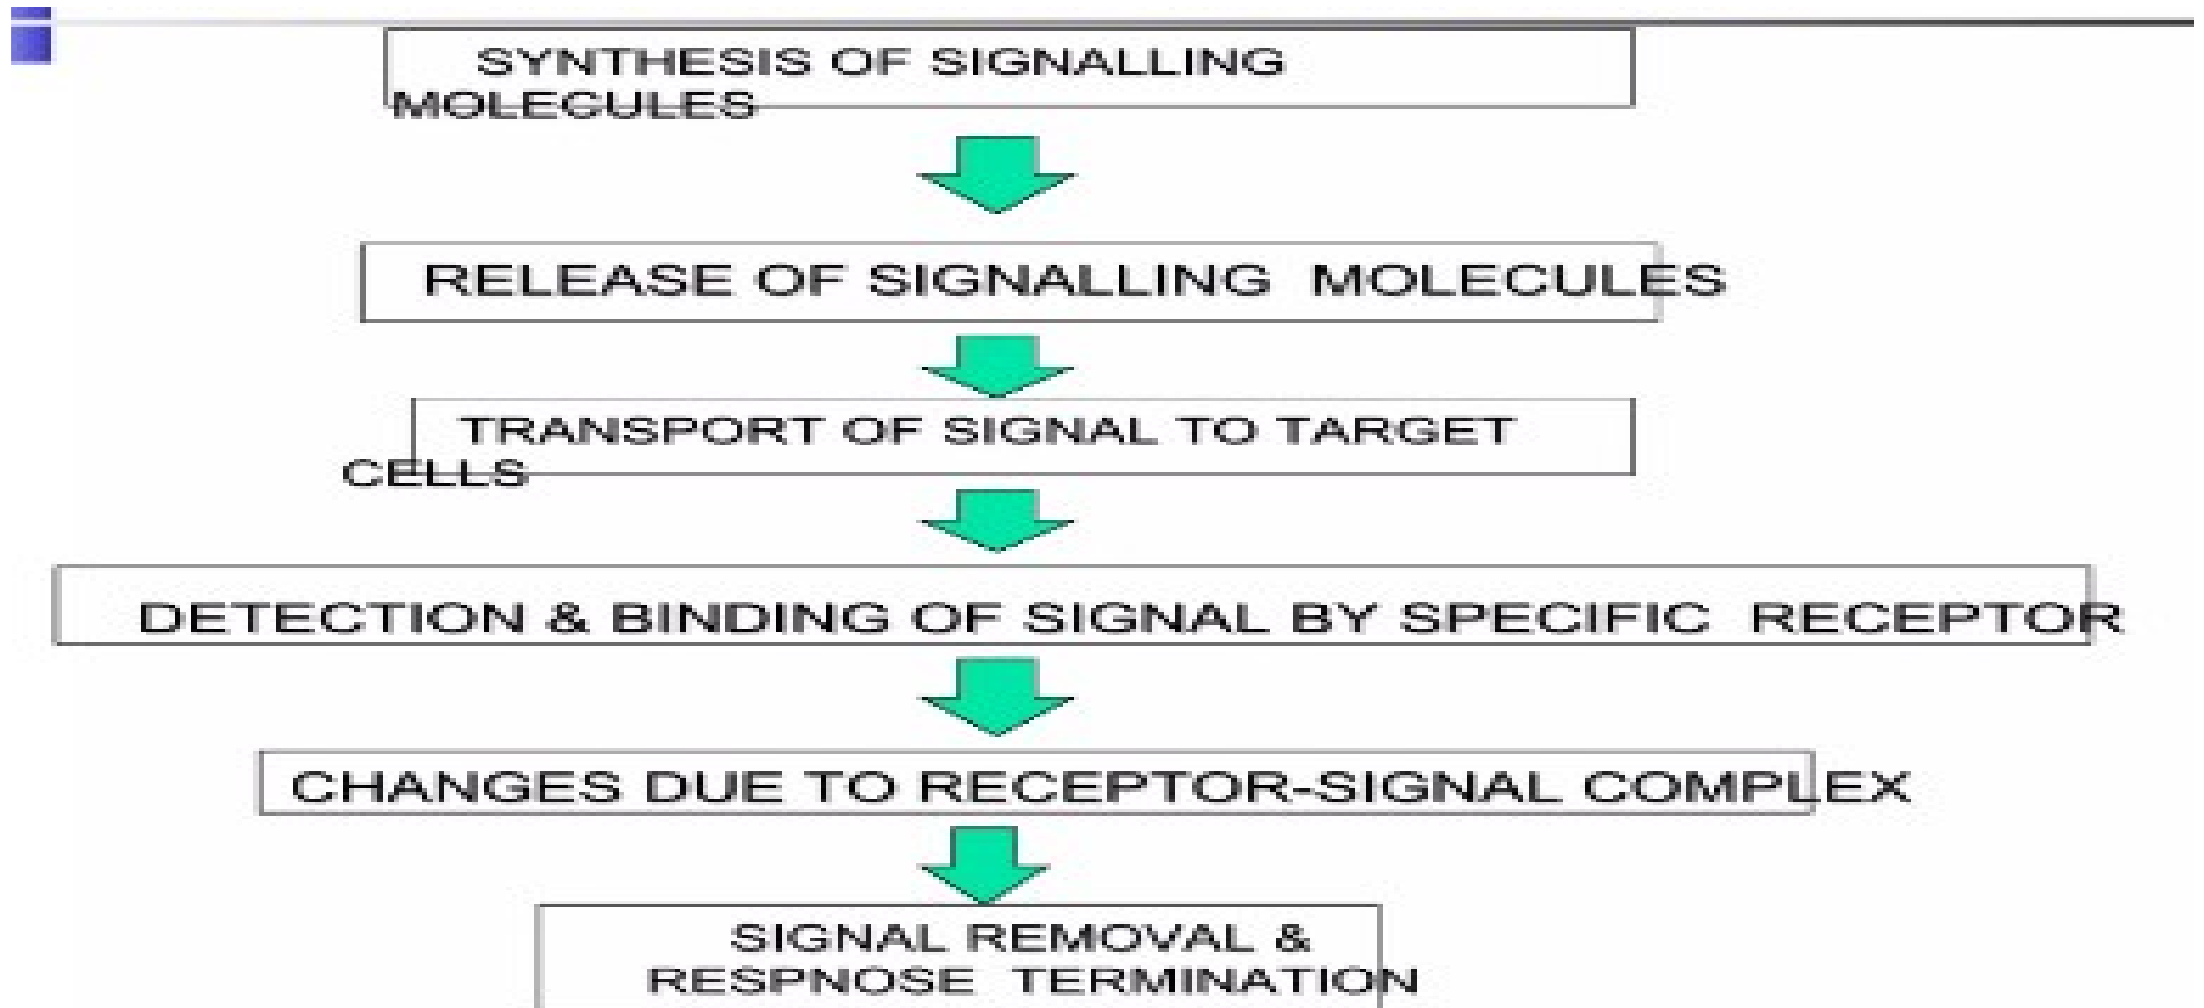 SYNTHESIS OF SIGNALLING
MOLECULES
RELEASE OF SIGNALLING MOLECULES
TRANSPORT OF SIGNAL TO TARGET
CELLS
DETECTION & BINDING OF SIGNAL BY SPECIFIC RECEPTOR
CHANGES DUE TO RECEPTOR-SIGNAL COMPLEX
SIGNAL REMOVAL &
RESPNOSE TERMINATION